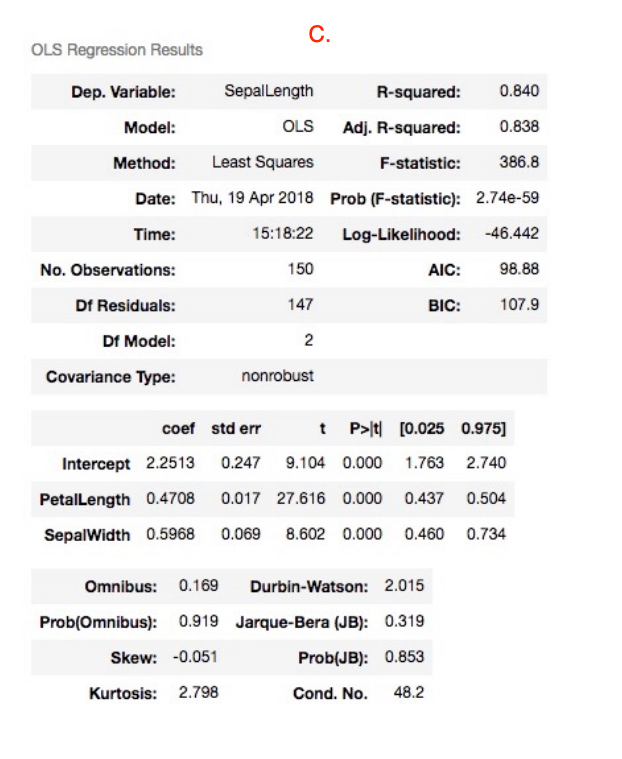 C.
OLS Regression Results
Dep. Variable: SepalLength R-squared: 0.840
Model: OLS Adj. R-squared: 0.838
Method: Least Squares F-statistic: 386.8
Date: Thu, 19 Apr 2018 Prob (F-statistic): 2.74e-59
Time: 15:18:22 Log-Likelihood: -46.442
No. Observations: 150 AIC: 98.88
Df Residuals: 147 BIC: 107.9
Df Model: 2
Covariance Type: nonrobust
coef std err t P>|t| [0.025 0.975]
Intercept 2.2513 0.247 9.104 0.000 1.763 2.740
PetalLength 0.4708 0.017 27.616 0.000 0.437 0.504
SepalWidth 0.5968 0.069 8.602 0.000 0.460 0.734
Omnibus: 0.169 Durbin-Watson: 2.015
Prob(Omnibus): 0.919 Jarque-Bera (JB): 0.319
Skew: -0.051 Prob(JB): 0.853
Kurtosis: 2.798 Cond. No. 48.2